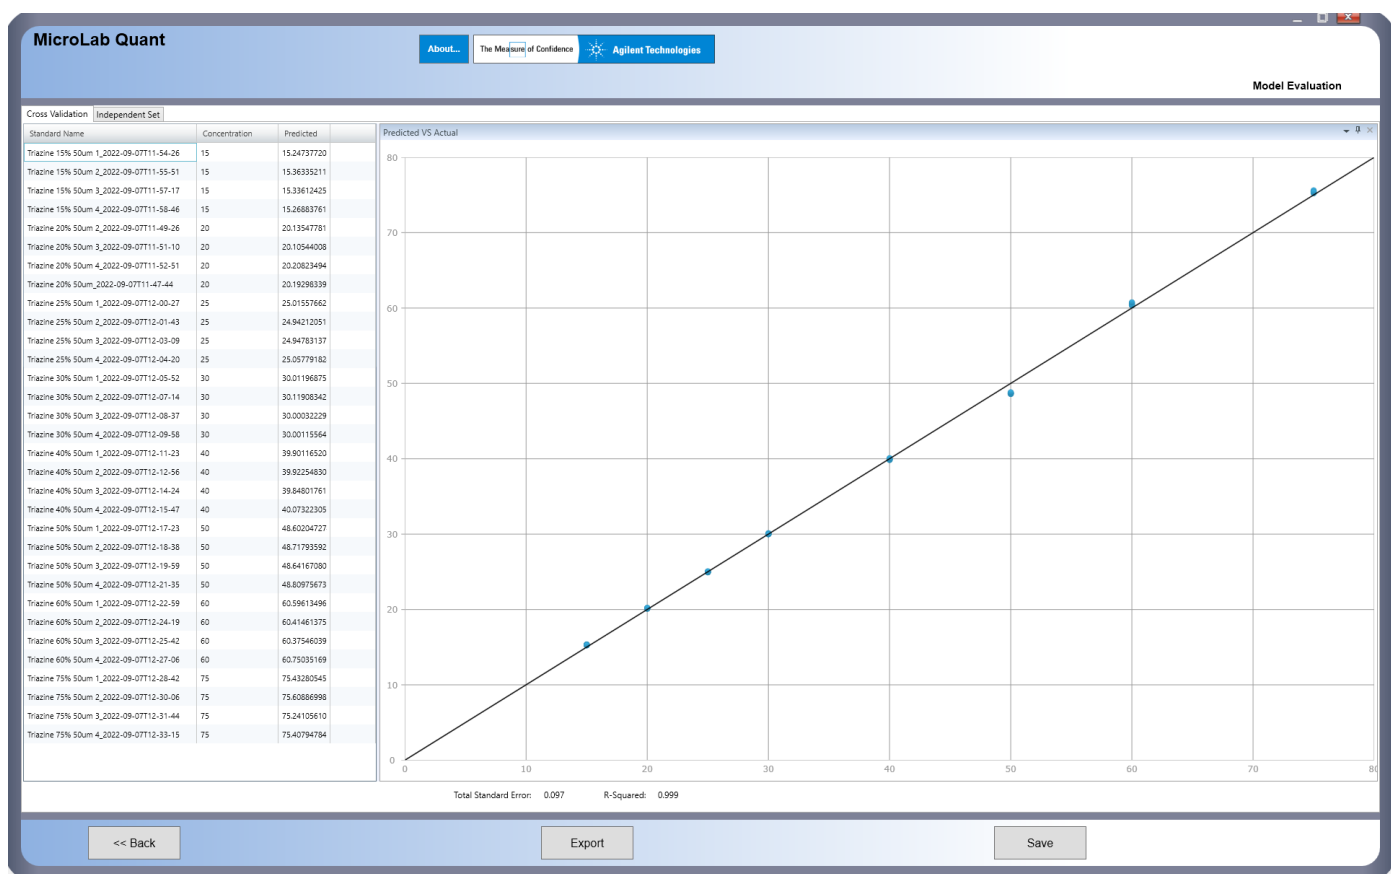 MicroLab Quant
About...
The Measure of Confidence
Agilent Technologies
Model Evaluation
Cross Validation Independent Set
Standard Name Concentration Predicted
Triazine 15% 50um 1_2022-09-07T11-54-26 15 15.24737720
Triazine 15% 50um 2_2022-09-07T11-55-51 15 15.36335211
Triazine 15% 50um 3_2022-09-07T11-57-17 15 15.33612425
Triazine 15% 50um 4_2022-09-07T11-58-46 15 15.26883761
Triazine 20% 50um 2_2022-09-07T11-49-26 20 20.13547781
Triazine 20% 50um 3_2022-09-07T11-51-10 20 20.10544008
Triazine 20% 50um 4_2022-09-07T11-52-51 20 20.20823494
Triazine 20% 50um_2022-09-07T11-47-44 20 20.19298339
Triazine 25% 50um 1_2022-09-07T12-00-27 25 25.01557662
Triazine 25% 50um 2_2022-09-07T12-01-43 25 24.94212051
Triazine 25% 50um 3_2022-09-07T12-03-09 25 24.94783137
Triazine 25% 50um 4_2022-09-07T12-04-20 25 25.05779182
Triazine 30% 50um 1_2022-09-07T12-05-52 30 30.01196875
Triazine 30% 50um 2_2022-09-07T12-07-14 30 30.11908342
Triazine 30% 50um 3_2022-09-07T12-08-37 30 30.00032229
Triazine 30% 50um 4_2022-09-07T12-09-58 30 30.00115564
Triazine 40% 50um 1_2022-09-07T12-11-23 40 39.90116520
Triazine 40% 50um 2_2022-09-07T12-12-56 40 39.92254830
Triazine 40% 50um 3_2022-09-07T12-14-24 40 39.84801761
Triazine 40% 50um 4_2022-09-07T12-15-47 40 40.07322305
Triazine 50% 50um 1_2022-09-07T12-17-23 50 48.60204727
Triazine 50% 50um 2_2022-09-07T12-18-38 50 48.71793592
Triazine 50% 50um 3_2022-09-07T12-19-59 50 48.64167080
Triazine 50% 50um 4_2022-09-07T12-21-35 50 48.80975673
Triazine 60% 50um 1_2022-09-07T12-22-59 60 60.59613496
Triazine 60% 50um 2_2022-09-07T12-24-19 60 60.41461375
Triazine 60% 50um 3_2022-09-07T12-25-42 60 60.37546039
Triazine 60% 50um 4_2022-09-07T12-27-06 60 60.75035169
Triazine 75% 50um 1_2022-09-07T12-28-42 75 75.43280545
Triazine 75% 50um 2_2022-09-07T12-30-06 75 75.60886998
Triazine 75% 50um 3_2022-09-07T12-31-44 75 75.24105610
Triazine 75% 50um 4_2022-09-07T12-33-15 75 75.40794784
Predicted VS Actual
80
70
60
50
40
30
20
10
0
0 10 20 30 40 50 60 70 80
Total Standard Error: 0.097 R-Squared: 0.999
<< Back
Export
Save